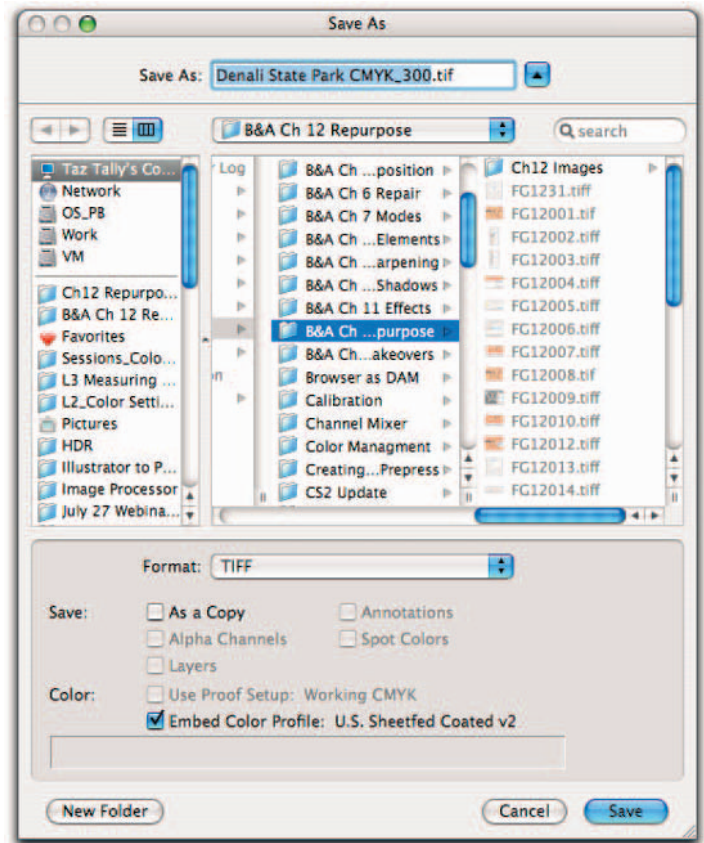 Save As
Save As: Denali State Park CMYK_300.tif
B&A Ch 12 Repurpose
search
Taz Tally's Co...
Network
OS_PB
Work
VM
Ch12 Repurpo...
B&A Ch 12 Re...
Favorites
Sessions_Colo...
L3 Measuring ...
L2_Color Setti...
Pictures
HDR
Illustrator to P...
Image Processor
July 27 Webina...
Log
B&A Ch ...position
B&A Ch 6 Repair
B&A Ch 7 Modes
B&A Ch ...Elements
B&A Ch ...arpening
B&A Ch ...Shadows
B&A Ch 11 Effects
B&A Ch ...purpose
B&A Ch...akeovers
Browser as DAM
Calibration
Channel Mixer
Color Managment
Creating...Prepress
CS2 Update
Ch12 Images
FG1231.tiff
FG12001.tif
FG12002.tiff
FG12003.tiff
FG12004.tiff
FG12005.tiff
FG12006.tiff
FG12007.tiff
FG12008.tif
FG12009.tiff
FG12010.tiff
FG12012.tiff
FG12013.tiff
FG12014.tiff
Format: TIFF
Save: As a Copy Annotations
Alpha Channels Spot Colors
Layers
Color: Use Proof Setup: Working CMYK
Embed Color Profile: U.S. Sheetfed Coated v2
New Folder Cancel Save